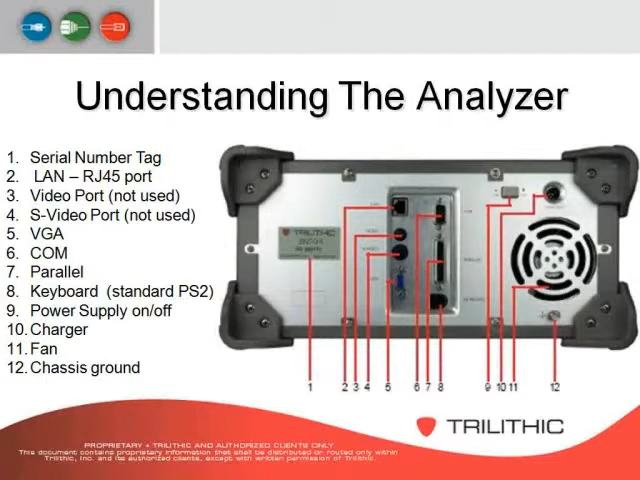 Understanding The Analyzer
1. Serial Number Tag
2. LAN – RJ45 port
3. Video Port (not used)
4. S-Video Port (not used)
5. VGA
6. COM
7. Parallel
8. Keyboard (standard PS2)
9. Power Supply on/off
10. Charger
11. Fan
12. Chassis ground
TRILITHIC
1 2 3 4 5 6 7 8 9 10 11 12
TRILITHIC
PROPRIETARY • TRILITHIC AND AUTHORIZED CLIENTS ONLY
This document contains proprietary information that shall be distributed or routed only within
Trilithic, Inc. and its authorized clients, except with written permission of Trilithic.